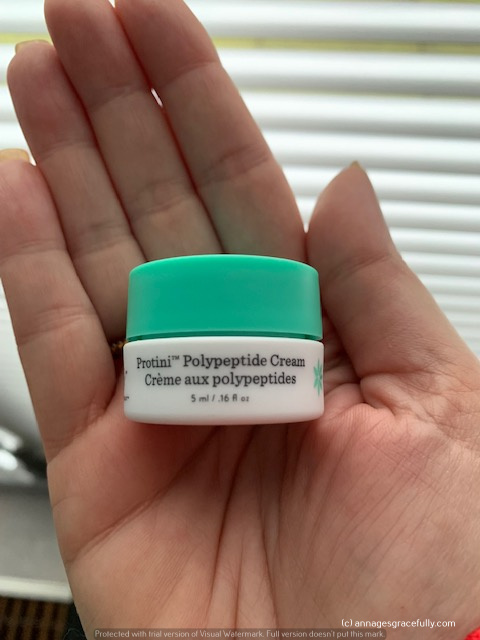 Protini™ Polypeptide Cream
Crème aux polypeptides
5 ml / .16 fl oz
(c) annagesgracefully.com
Protected with trial version of Visual Watermark. Full version doesn't put this mark.